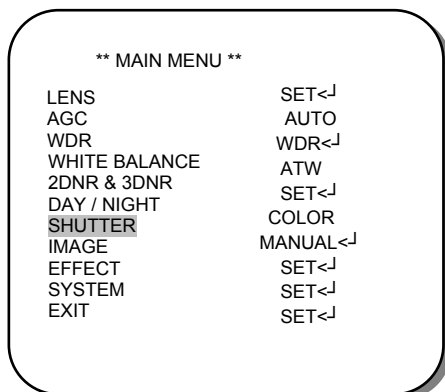 ** MAIN MENU **
LENS SET<┘
AGC AUTO
WDR WDR<┘
WHITE BALANCE ATW
2DNR & 3DNR SET<┘
DAY / NIGHT COLOR
SHUTTER MANUAL<┘
IMAGE SET<┘
EFFECT SET<┘
SYSTEM SET<┘
EXIT